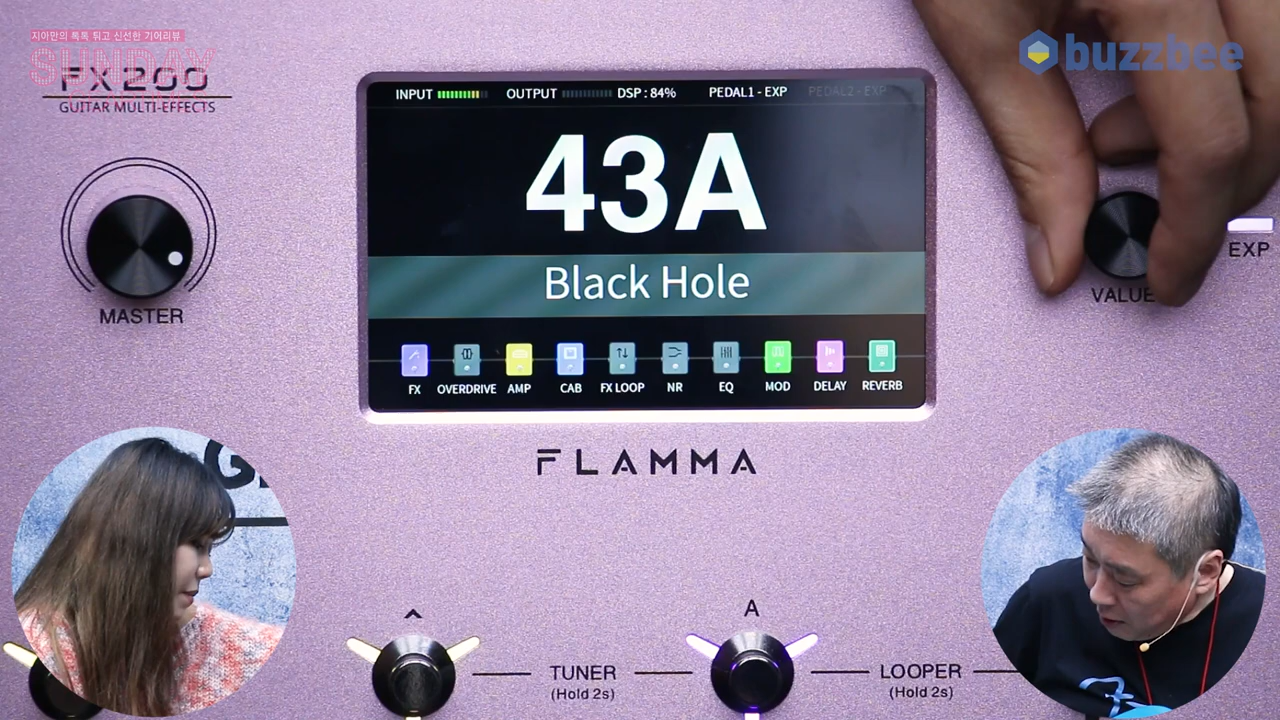 지아만의 톡톡 튀고 신선한 기어리뷰
SUNDAY
FX200
GUITAR MULTI-EFFECTS
buzzbee
INPUT OUTPUT DSP : 84% PEDAL1 - EXP PEDAL2 - EXP
43A
Black Hole
FX OVERDRIVE AMP CAB FX LOOP NR EQ MOD DELAY REVERB
MASTER
VALUE
EXP
FLAMMA
A
TUNER
(Hold 2s)
LOOPER
(Hold 2s)